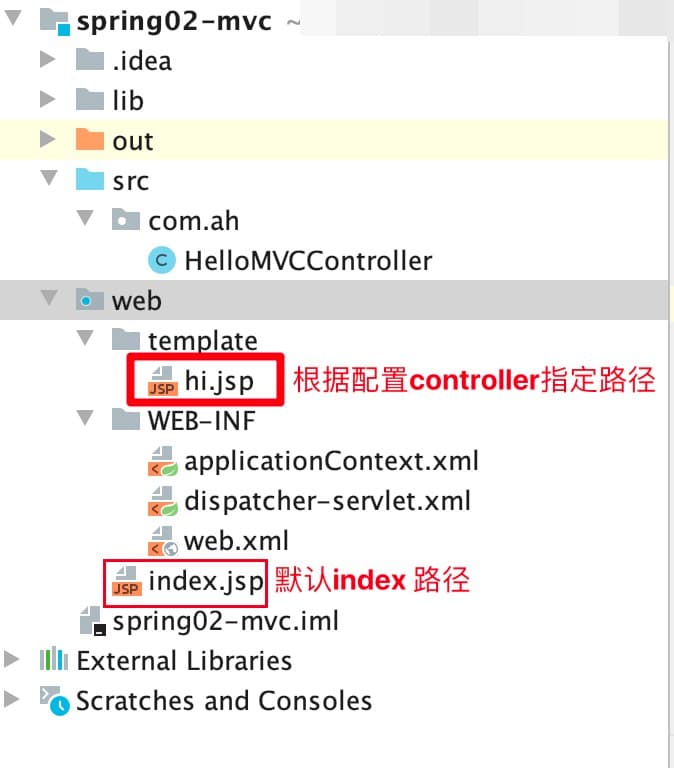 spring02-mvc ~
.idea
lib
out
src
com.ah
C HelloMVCController
web
template
JSP hi.jsp 根据配置controller指定路径
WEB-INF
applicationContext.xml
dispatcher-servlet.xml
web.xml
JSP index.jsp 默认index 路径
spring02-mvc.iml
External Libraries
Scratches and Consoles